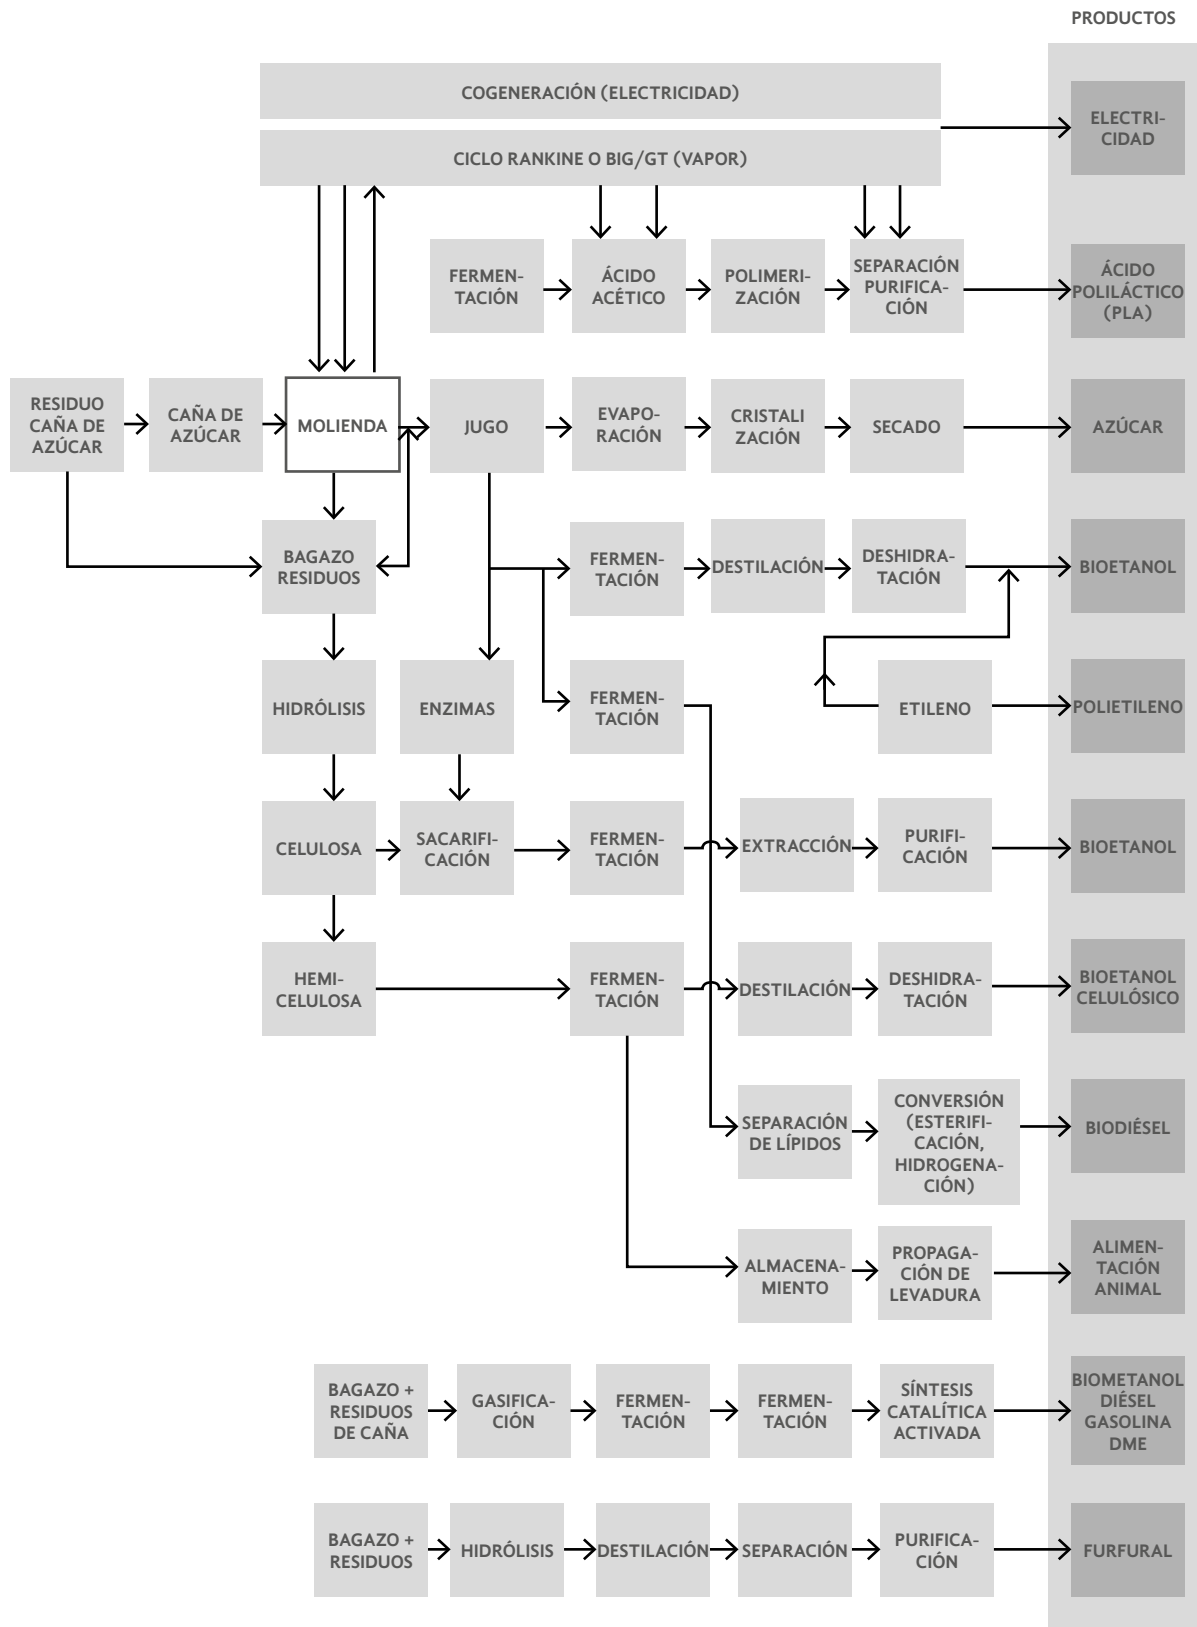 PRODUCTOS
COGENERACIÓN (ELECTRICIDAD)
ELECTRI-
CIDAD
CICLO RANKINE O BIG/GT (VAPOR)
FERMEN-
TACIÓN
ÁCIDO
ACÉTICO
POLIMERI-
ZACIÓN
SEPARACIÓN
PURIFICA-
CIÓN
ÁCIDO
POLILÁCTICO
(PLA)
RESIDUO
CAÑA DE
AZÚCAR
CAÑA DE
AZÚCAR
MOLIENDA
JUGO
EVAPO-
RACIÓN
CRISTALI
ZACIÓN
SECADO
AZÚCAR
BAGAZO
RESIDUOS
FERMEN-
TACIÓN
DESTILACIÓN
DESHIDRA-
TACIÓN
BIOETANOL
HIDRÓLISIS
ENZIMAS
FERMEN-
TACIÓN
ETILENO
POLIETILENO
CELULOSA
SACARIFI-
CACIÓN
FERMEN-
TACIÓN
EXTRACCIÓN
PURIFI-
CACIÓN
BIOETANOL
HEMI-
CELULOSA
FERMEN-
TACIÓN
DESTILACIÓN
DESHIDRA-
TACIÓN
BIOETANOL
CELULÓSICO
SEPARACIÓN
DE LÍPIDOS
CONVERSIÓN
(ESTERIFI-
CACIÓN,
HIDROGENA-
CIÓN)
BIODIÉSEL
ALMACENA-
MIENTO
PROPAGA-
CIÓN DE
LEVADURA
ALIMEN-
TACIÓN
ANIMAL
BAGAZO +
RESIDUOS
DE CAÑA
GASIFICA-
CIÓN
FERMEN-
TACIÓN
FERMEN-
TACIÓN
SÍNTESIS
CATALÍTICA
ACTIVADA
BIOMETANOL
DIÉSEL
GASOLINA
DME
BAGAZO +
RESIDUOS
HIDRÓLISIS
DESTILACIÓN
SEPARACIÓN
PURIFICA-
CIÓN
FURFURAL